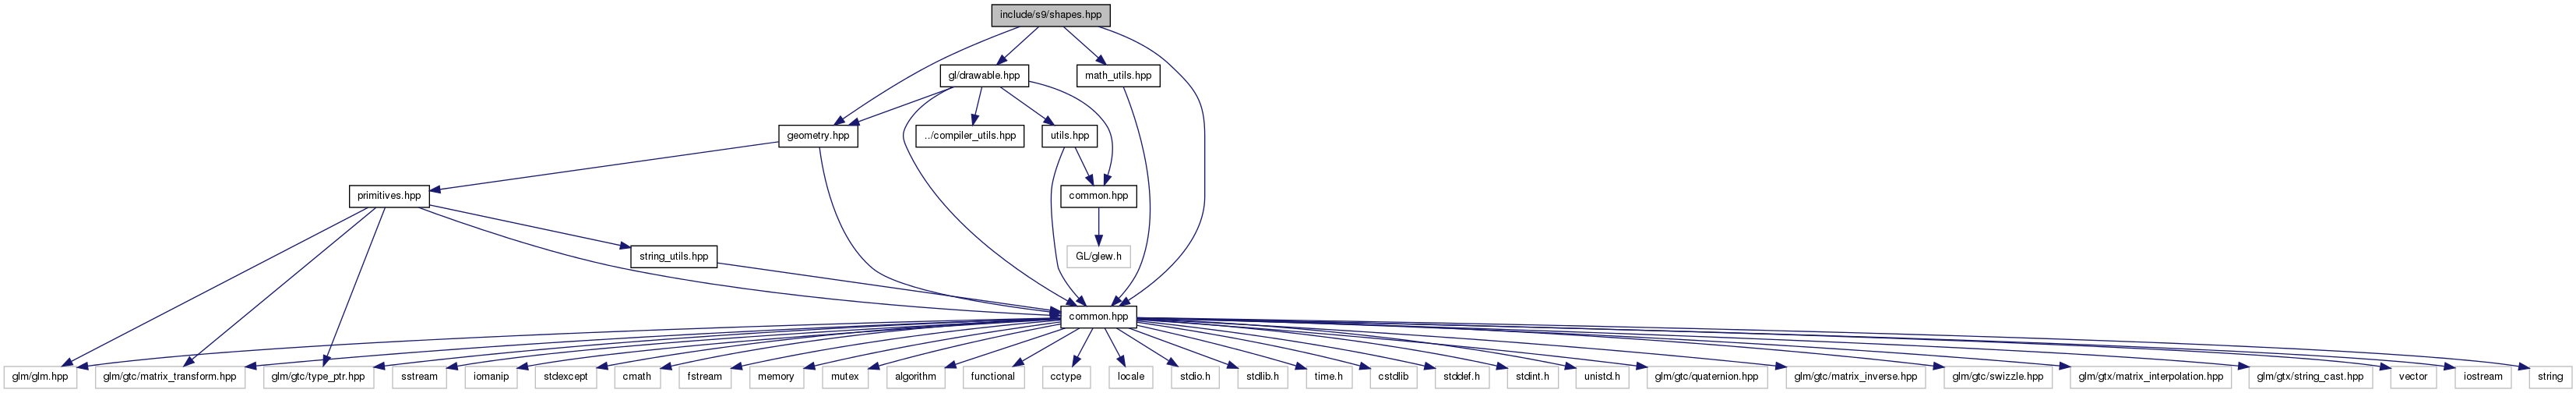 include/s9/shapes.hpp
gl/drawable.hpp
math_utils.hpp
geometry.hpp
../compiler_utils.hpp
utils.hpp
primitives.hpp
common.hpp
string_utils.hpp
GL/glew.h
common.hpp
glm/glm.hpp
glm/gtc/matrix_transform.hpp
glm/gtc/type_ptr.hpp
sstream
iomanip
stdexcept
cmath
fstream
memory
mutex
algorithm
functional
cctype
locale
stdio.h
stdlib.h
time.h
cstdlib
stddef.h
stdint.h
unistd.h
glm/gtc/quaternion.hpp
glm/gtc/matrix_inverse.hpp
glm/gtc/swizzle.hpp
glm/gtx/matrix_interpolation.hpp
glm/gtx/string_cast.hpp
vector
iostream
string